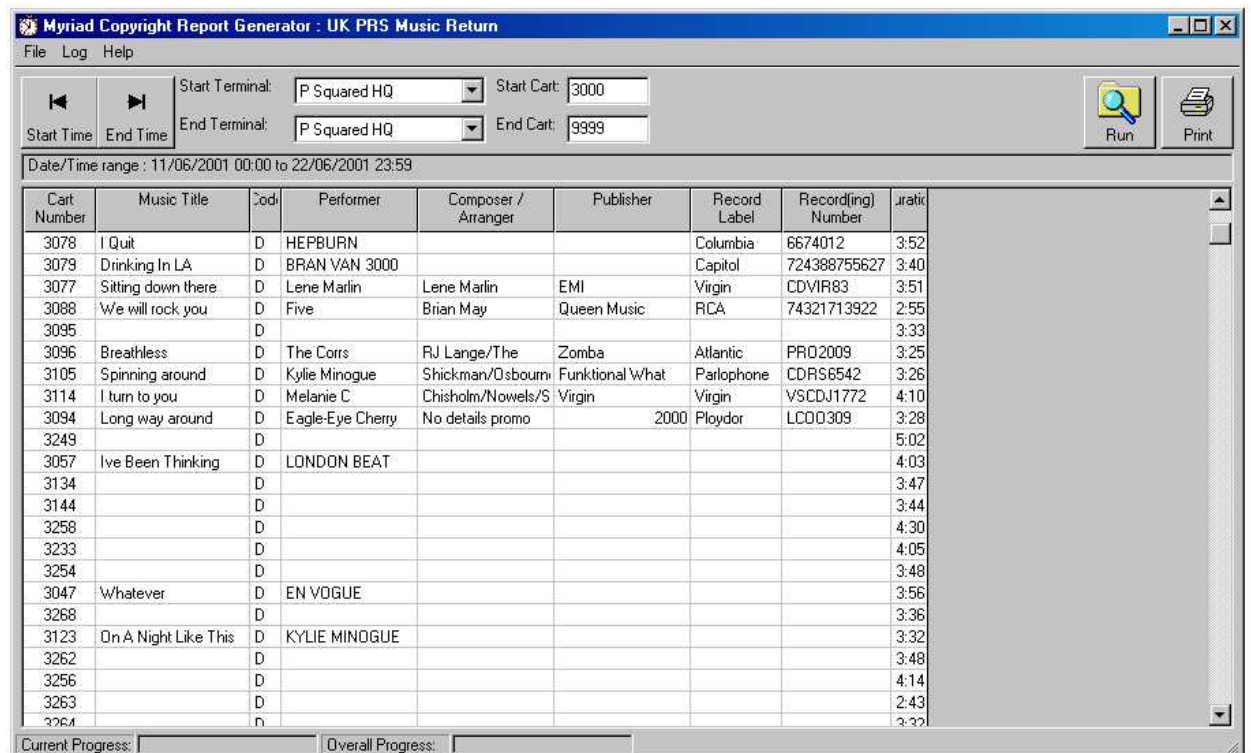 Myriad Copyright Report Generator : UK PRS Music Return
File Log Help
Start Time End Time
Start Terminal: P Squared HQ Start Cart: 3000
End Terminal: P Squared HQ End Cart: 9999
Run Print
Date/Time range : 11/06/2001 00:00 to 22/06/2001 23:59
Cart Number Music Title Code Performer Composer / Arranger Publisher Record Label Record(ing) Number uratic
3078 I Quit D HEPBURN Columbia 6674012 3:52
3079 Drinking In LA D BRAN VAN 3000 Capitol 724388755627 3:40
3077 Sitting down there D Lene Marlin Lene Marlin EMI Virgin CDVIR83 3:51
3088 We will rock you D Five Brian May Queen Music RCA 74321713922 2:55
3095 D 3:33
3096 Breathless D The Corrs RJ Lange/The Zomba Atlantic PRO2009 3:25
3105 Spinning around D Kylie Minogue Shickman/Osbourn Funktional What Parlophone CDRS6542 3:26
3114 I turn to you D Melanie C Chisholm/Nowels/S Virgin Virgin VSCDJ1772 4:10
3094 Long way around D Eagle-Eye Cherry No details promo 2000 Ploydor LCOO309 3:28
3249 D 5:02
3057 Ive Been Thinking D LONDON BEAT 4:03
3134 D 3:47
3144 D 3:44
3258 D 4:30
3233 D 4:05
3254 D 3:48
3047 Whatever D EN VOGUE 3:56
3268 D 3:36
3123 On A Night Like This D KYLIE MINOGUE 3:32
3262 D 3:48
3256 D 4:14
3263 D 2:43
3264 D 3:32
Current Progress: Overall Progress: